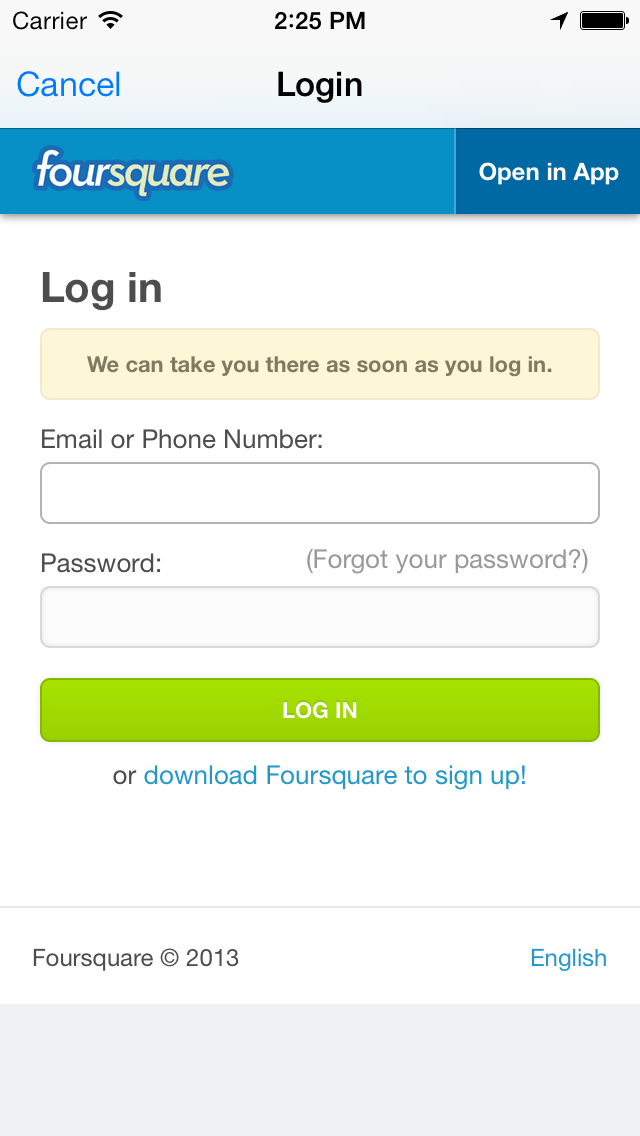 Carrier 2:25 PM
Cancel Login
foursquare Open in App
Log in
We can take you there as soon as you log in.
Email or Phone Number:
Password: (Forgot your password?)
LOG IN
or download Foursquare to sign up!
Foursquare © 2013 English